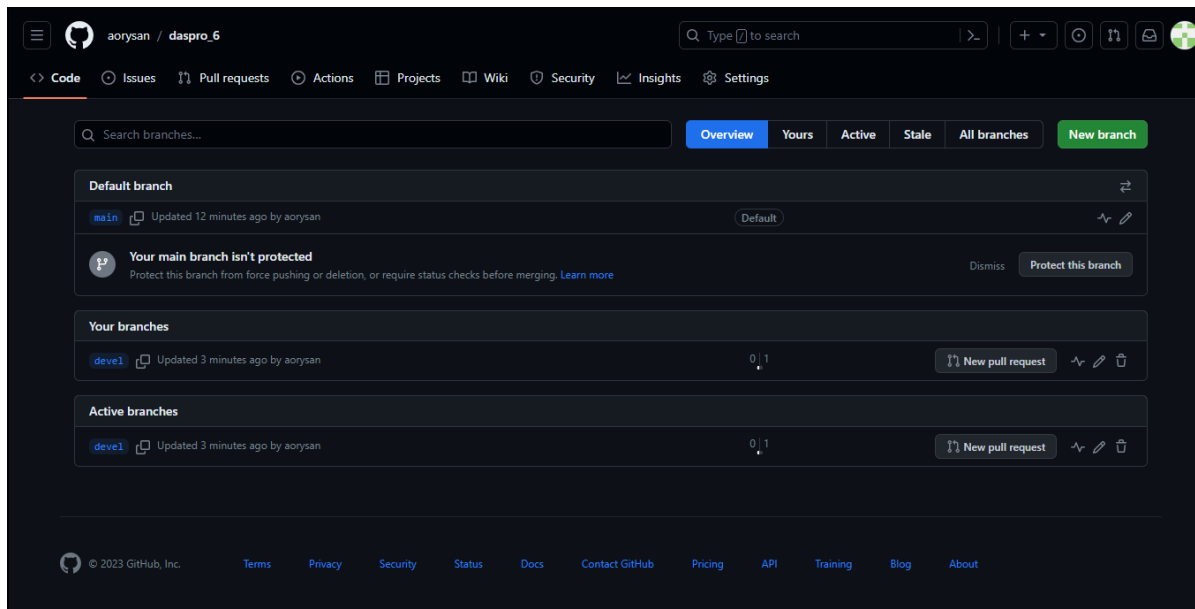 aorysan / daspro_6
Type / to search
Code Issues Pull requests Actions Projects Wiki Security Insights Settings
Search branches...
Overview Yours Active Stale All branches New branch
Default branch
main Updated 12 minutes ago by aorysan Default
Your main branch isn't protected
Protect this branch from force pushing or deletion, or require status checks before merging. Learn more
Dismiss Protect this branch
Your branches
devel Updated 3 minutes ago by aorysan 0 | 1 New pull request
Active branches
devel Updated 3 minutes ago by aorysan 0 | 1 New pull request
© 2023 GitHub, Inc. Terms Privacy Security Status Docs Contact GitHub Pricing API Training Blog About